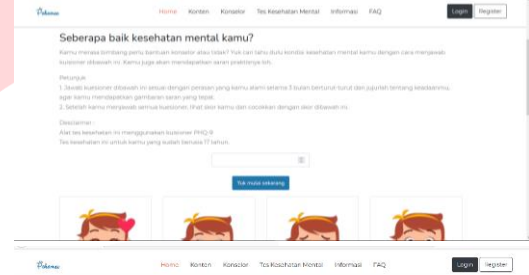 Home Konten Konselor Tes Kesehatan Mental Informasi FAQ Login Register
Seberapa baik kesehatan mental kamu?
Kamu merasa bimbang perlu bantuan konselor atau tidak? Yuk cari tahu dulu kondisi kesehatan mental kamu dengan cara menjawab
kuesioner dibawah ini. Kamu juga akan mendapatkan saran praktisnya loh.
Petunjuk
1. Jawab kuesioner dibawah ini sesuai dengan perasan yang kamu alami selama 3 bulan berturut turut dan jujurlah tentang keadaanmu,
agar kamu mendapatkan gambaran saran yang tepat.
2. Setelah kamu menjawab semua kuesioner, lihat skor kamu dan cocokkan dengan skor dibawah ini.
Desclaimer
Alat tes kesehatan ini menggunakan kuesioner PHQ 9
Tes kesehatan ini untuk kamu yang sudah berusia 17 tahun.
Yuk mulai sekarang
Home Konten Konselor Tes Kesehatan Mental Informasi FAQ Login Register